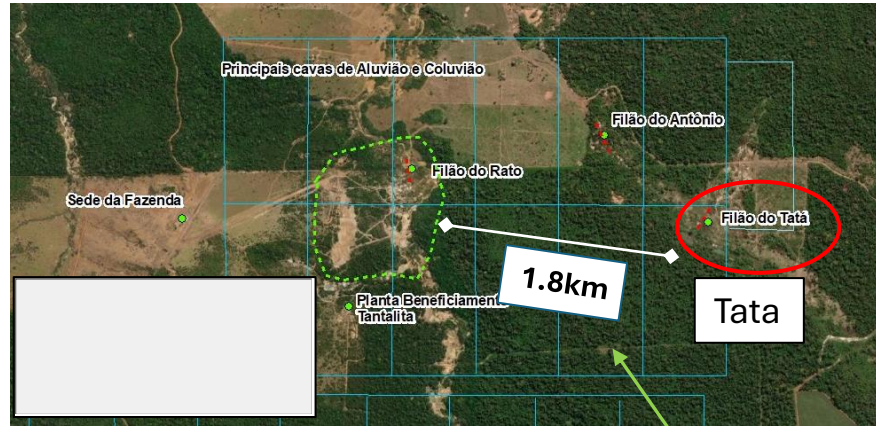 Principais cavas de Aluvião e Coluvião
Filão do Antônio
Filão do Rato
Sede da Fazenda
Filão do Tatá
1.8km
Planta Beneficiamento
Tantalita
Tata